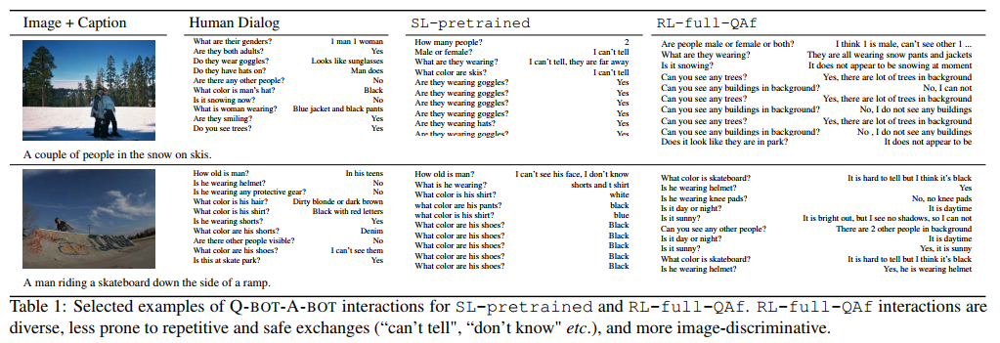 Image + Caption Human Dialog SL-pretrained RL-full-QAf
What are their genders? 1 man 1 woman
Are they both adults? Yes
Do they wear goggles? Looks like sunglasses
Do they have hats on? Man does
Are there any other people? No
What color is man's hat? Black
Is it snowing now? No
What is woman wearing? Blue jacket and black pants
Are they smiling? Yes
Do you see trees? Yes
How many people? 2
Male or female? I can't tell
What are they wearing? I can't tell, they are far away
What color are skis? I can't tell
Are they wearing goggles? Yes
Are they wearing goggles? Yes
Are they wearing goggles? Yes
Are they wearing goggles? Yes
Are they wearing hats? Yes
Are they wearing goggles? Yes
Are people male or female or both? I think 1 is male, can't see other 1 ...
What are they wearing? They are all wearing snow pants and jackets
Is it snowing? It does not appear to be snowing at moment
Can you see any trees? Yes, there are lot of trees in background
Can you see any buildings in background? No, I can not
Can you see any trees? Yes, there are lot of trees in background
Can you see any buildings in background? No, I do not see any buildings
Can you see any trees? Yes, there are lot of trees in background
Can you see any buildings in background? No , I do not see any buildings
Does it look like they are in park? It does not appear to be
A couple of people in the snow on skis.
How old is man? In his teens
Is he wearing helmet? No
Is he wearing any protective gear? No
What color is his hair? Dirty blonde or dark brown
What color is his shirt? Black with red letters
Is he wearing shorts? Yes
What color are his shorts? Denim
Are there other people visible? No
What color are his shoes? I can't see them
Is this at skate park? Yes
How old is man? I can't see his face, I don't know
What is he wearing? shorts and t shirt
What color is his shirt? white
what color are his pants? black
what color is his shirt? blue
What color are his shoes? Black
What color are his shoes? Black
What color are his shoes? Black
What color are his shoes? Black
What color are his shoes? Black
What color is skateboard? It is hard to tell but I think it's black
Is he wearing helmet? Yes
Is he wearing knee pads? No, no knee pads
Is it day or night? It is daytime
Is it sunny? It is bright out, but I see no shadows, so I can not
Can you see any other people? There are 2 other people in background
Is it day or night? It is daytime
Is it sunny? Yes, it is sunny
What color is skateboard? It is hard to tell but I think it's black
Is he wearing helmet? Yes, he is wearing helmet
A man riding a skateboard down the side of a ramp.
Table 1: Selected examples of Q-BOT-A-BOT interactions for SL-pretrained and RL-full-QAf. RL-full-QAf interactions are
diverse, less prone to repetitive and safe exchanges (“can't tell", “don't know" etc.), and more image-discriminative.